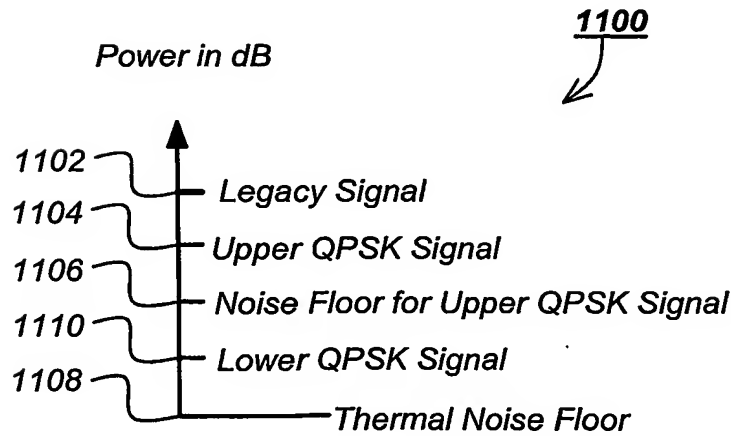 1100
Power in dB
1102 Legacy Signal
1104 Upper QPSK Signal
1106 Noise Floor for Upper QPSK Signal
1110 Lower QPSK Signal
1108 Thermal Noise Floor